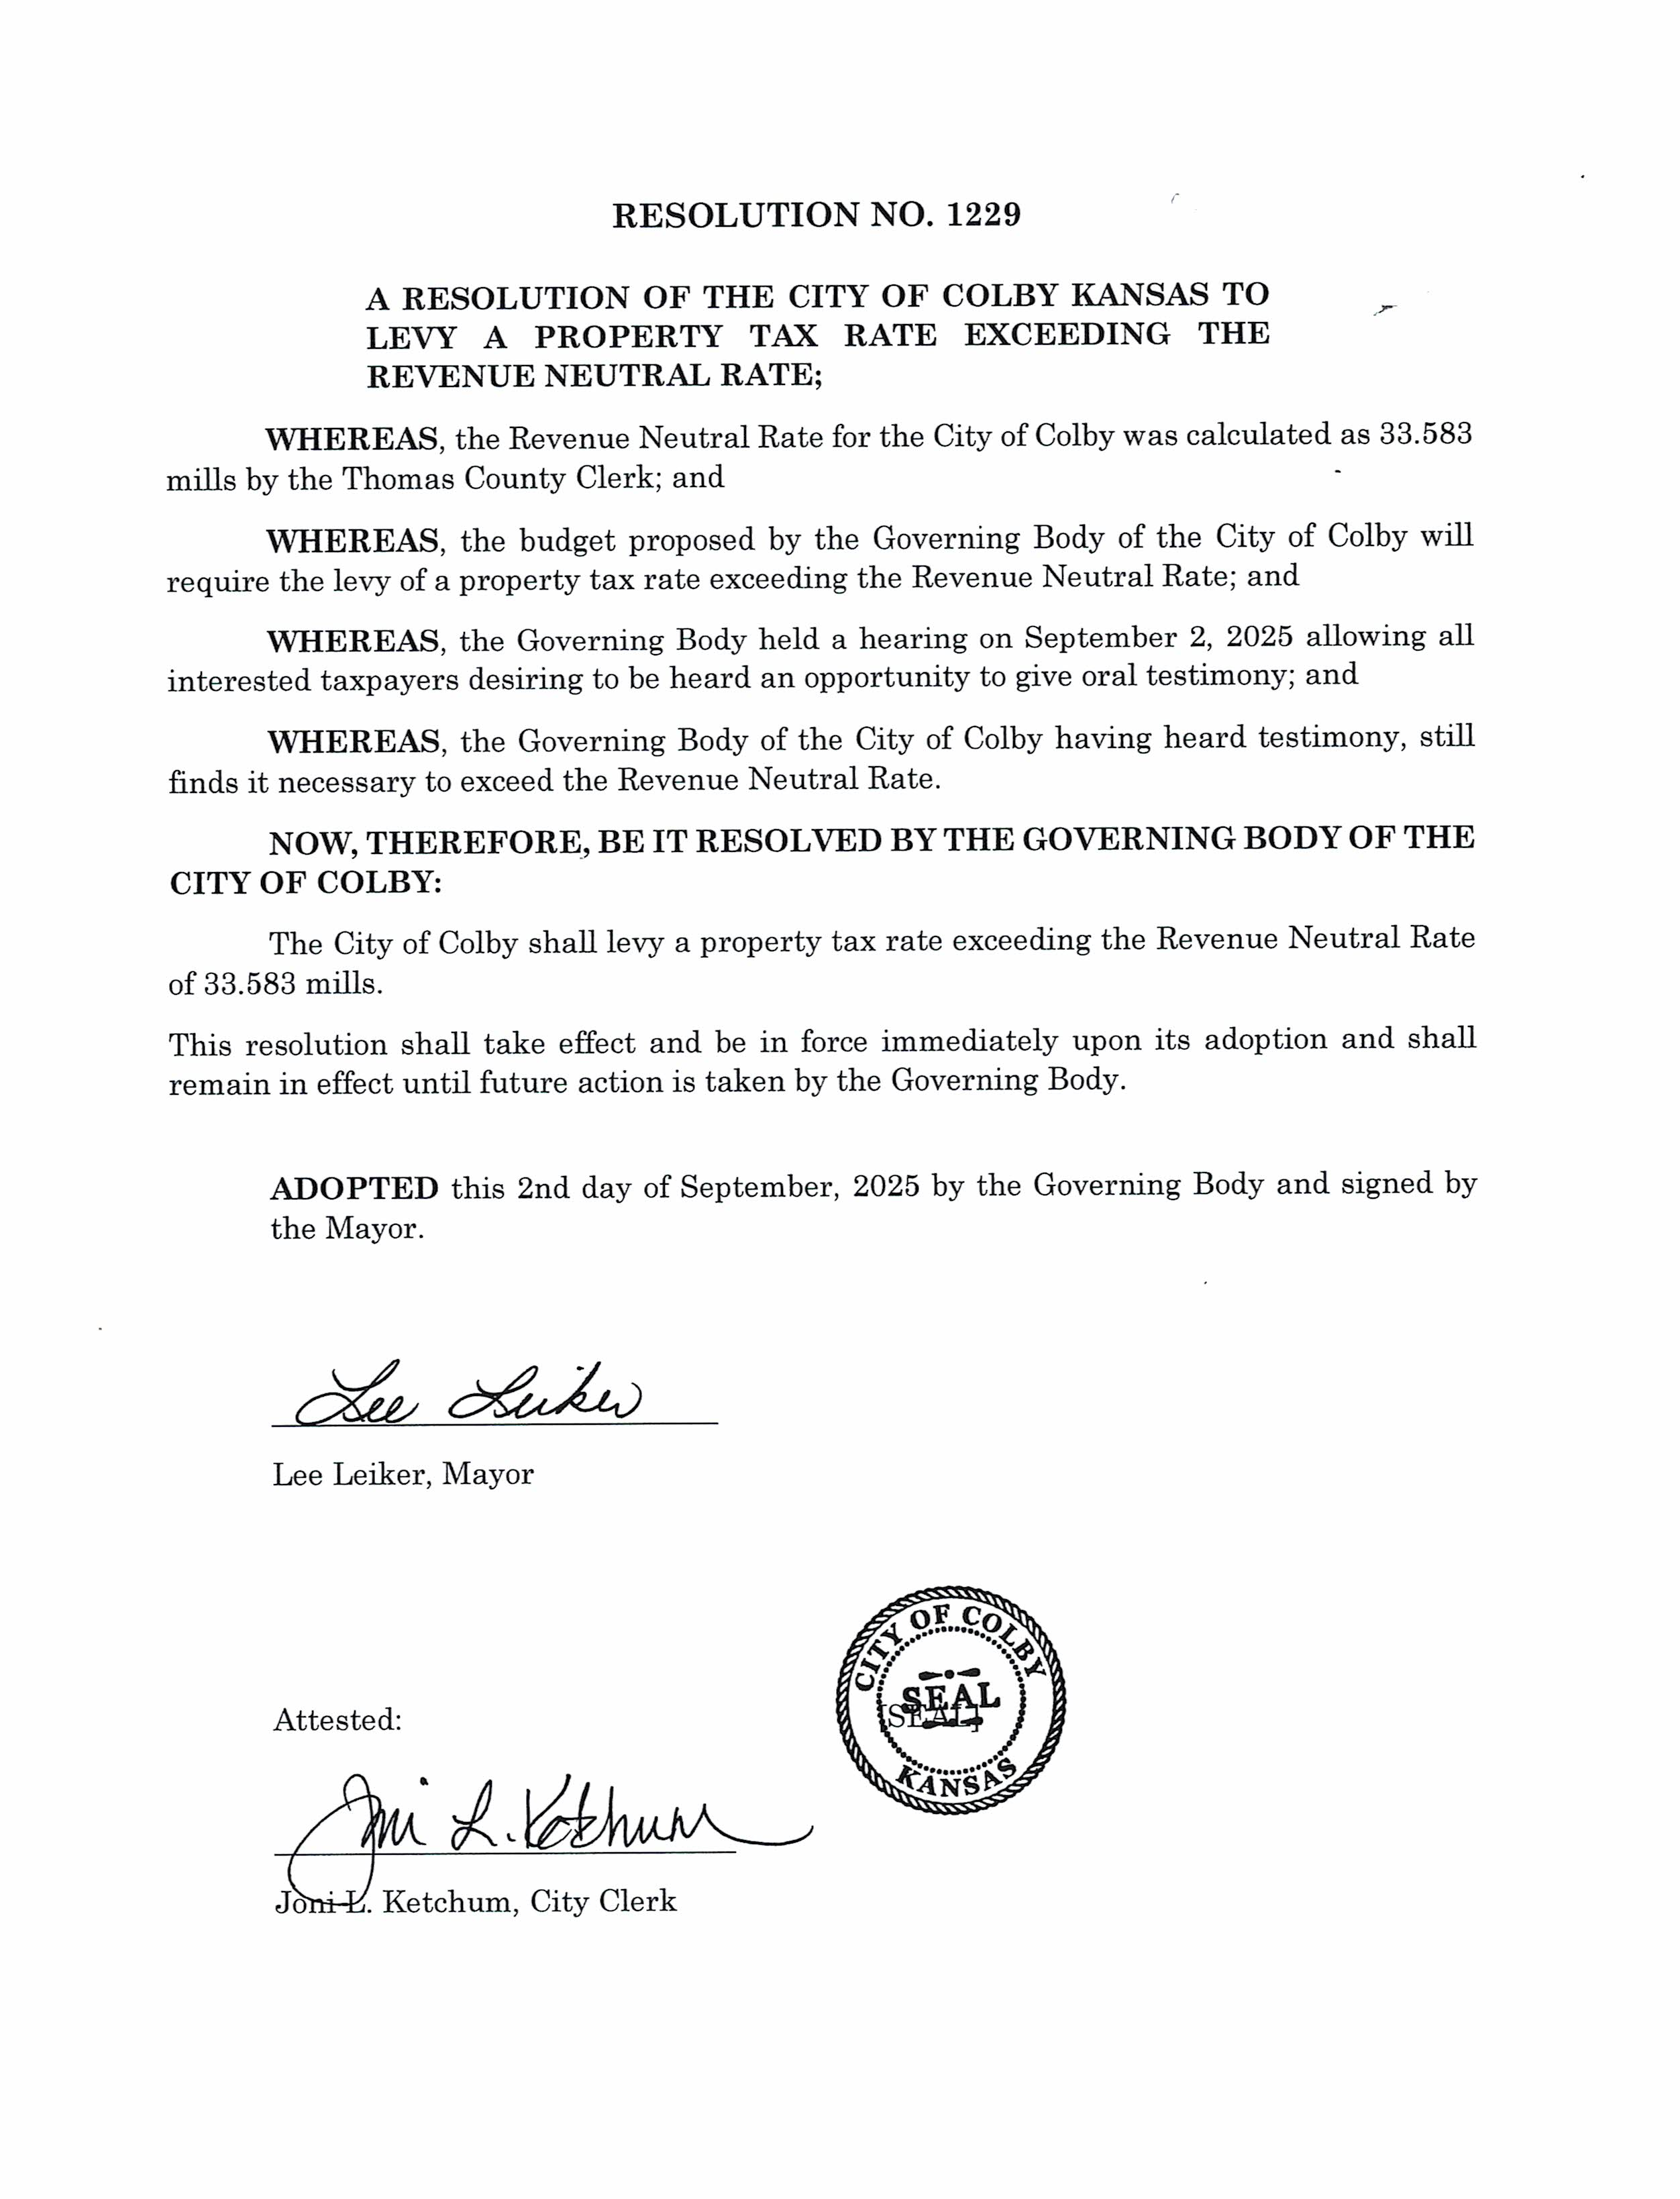 RESOLUTION NO. 1229
A RESOLUTION OF THE CITY OF COLBY KANSAS TO
LEVY A PROPERTY TAX RATE EXCEEDING THE
REVENUE NEUTRAL RATE;
WHEREAS, the Revenue Neutral Rate for the City of Colby was calculated as 33.583
mills by the Thomas County Clerk; and
WHEREAS, the budget proposed by the Governing Body of the City of Colby will
require the levy of a property tax rate exceeding the Revenue Neutral Rate; and
WHEREAS, the Governing Body held a hearing on September 2, 2025 allowing all
interested taxpayers desiring to be heard an opportunity to give oral testimony; and
WHEREAS, the Governing Body of the City of Colby having heard testimony, still
finds it necessary to exceed the Revenue Neutral Rate.
NOW, THEREFORE, BE IT RESOLVED BY THE GOVERNING BODY OF THE
CITY OF COLBY:
The City of Colby shall levy a property tax rate exceeding the Revenue Neutral Rate
of 33.583 mills.
This resolution shall take effect and be in force immediately upon its adoption and shall
remain in effect until future action is taken by the Governing Body.
ADOPTED this 2nd day of September, 2025 by the Governing Body and signed by
the Mayor.
Lee Leiker
Lee Leiker, Mayor
CITY OF COLBY
SEAL
[SEAL]
KANSAS
Attested:
Joni L. Ketchum
Joni L. Ketchum, City Clerk